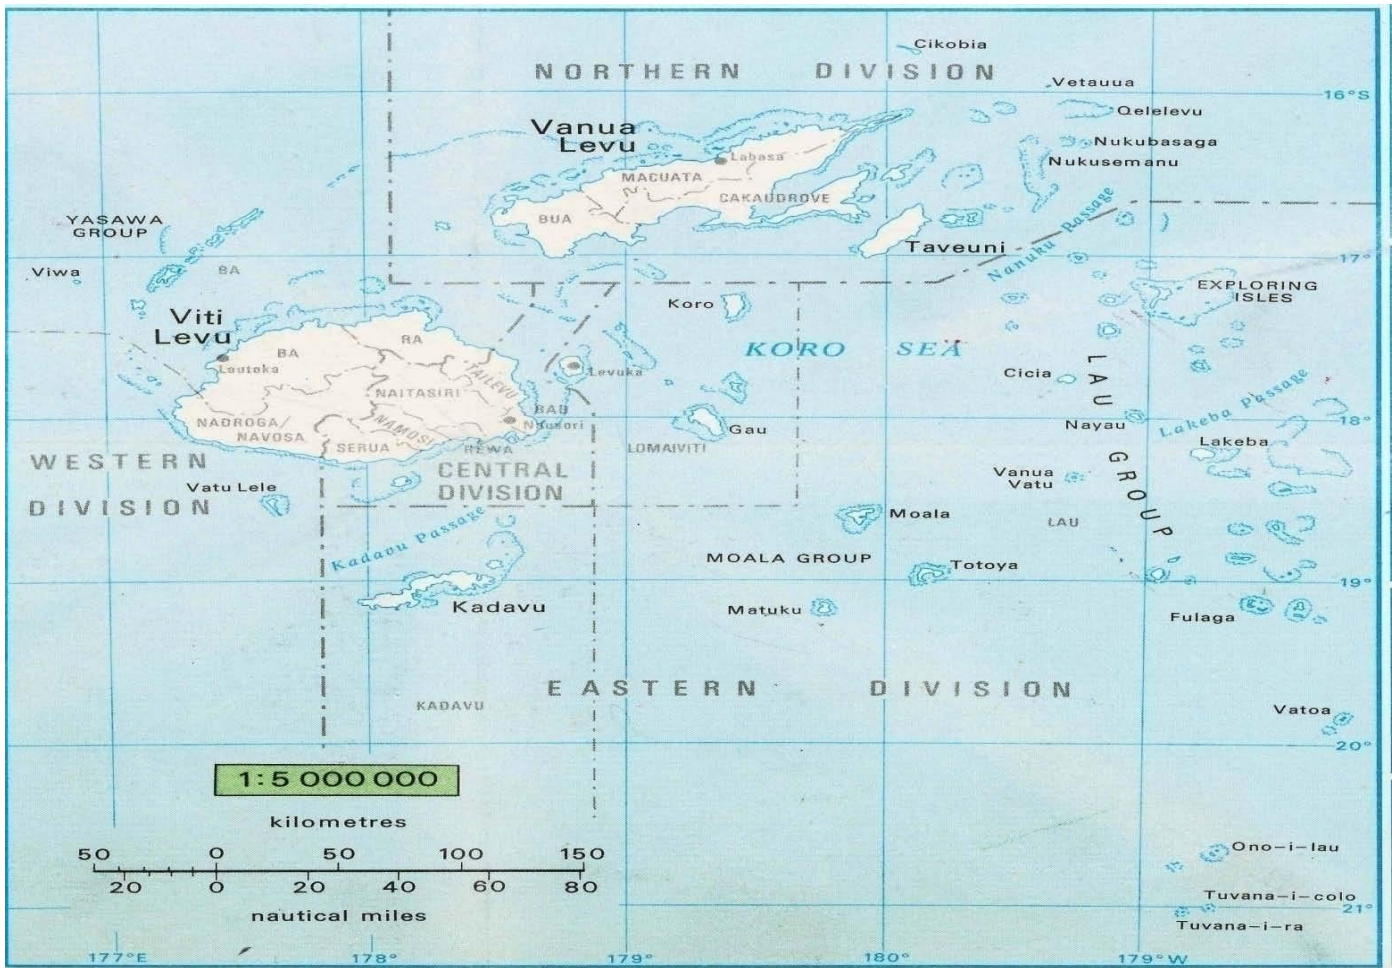 Cikobia
NORTHERN DIVISION
Vetauua
16°S
Qelelevu
Vanua
Levu
Nukubasaga
Labasa
Nukusemanu
MACUATA
CAKAUDROVE
BUA
YASAWA
GROUP
Taveuni
Nanuku Passage
17°
Viwa
BA
EXPLORING
ISLES
Koro
Viti
Levu
KORO SEA
RA
BA
Lautoka
Levuka
TAILEVU
Cicia
LAU GROUP
NAITASIRI
Lakeba Passage
BAU
NADROGA/
NAVOSA
NAMOSI
Nausori
Gau
Nayau
18°
SERUA
REWA
LOMAIVITI
Lakeba
WESTERN
DIVISION
CENTRAL
DIVISION
Vanua
Vatu
Vatu Lele
Moala
LAU
Kadavu Passage
MOALA GROUP
Totoya
19°
Kadavu
Matuku
Fulaga
EASTERN DIVISION
KADAVU
Vatoa
20°
1:5 000 000
kilometres
50 0 50 100 150
20 0 20 40 60 80
nautical miles
Ono-i-lau
Tuvana-i-colo
21°
Tuvana-i-ra
177°E 178° 179° 180° 179°W